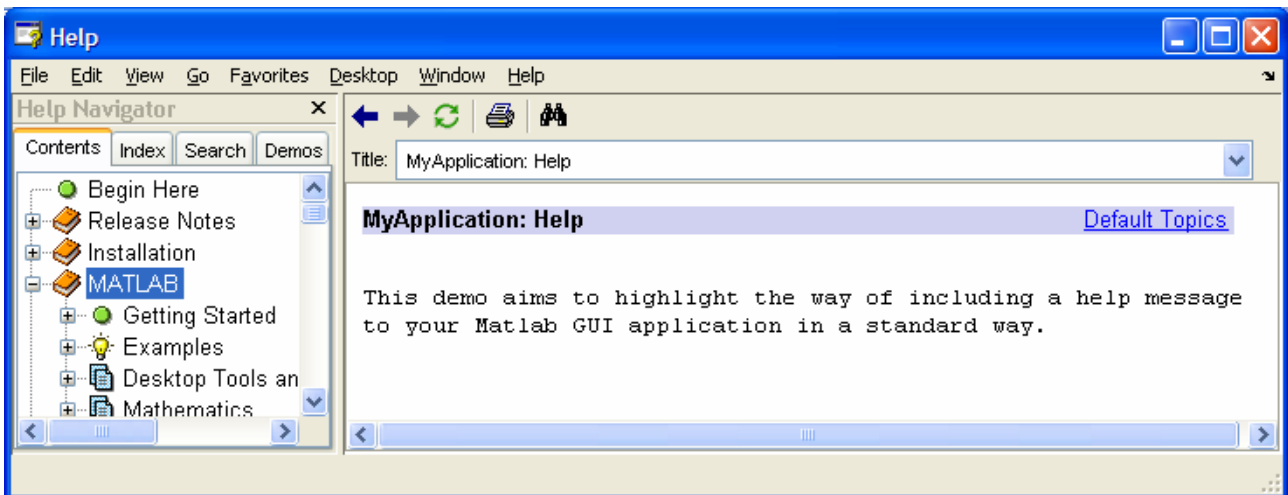 Help
File Edit View Go Favorites Desktop Window Help
Help Navigator
Contents Index Search Demos
Begin Here
Release Notes
Installation
MATLAB
Getting Started
Examples
Desktop Tools an
Mathematics
Title: MyApplication: Help
MyApplication: Help Default Topics
This demo aims to highlight the way of including a help message
to your Matlab GUI application in a standard way.